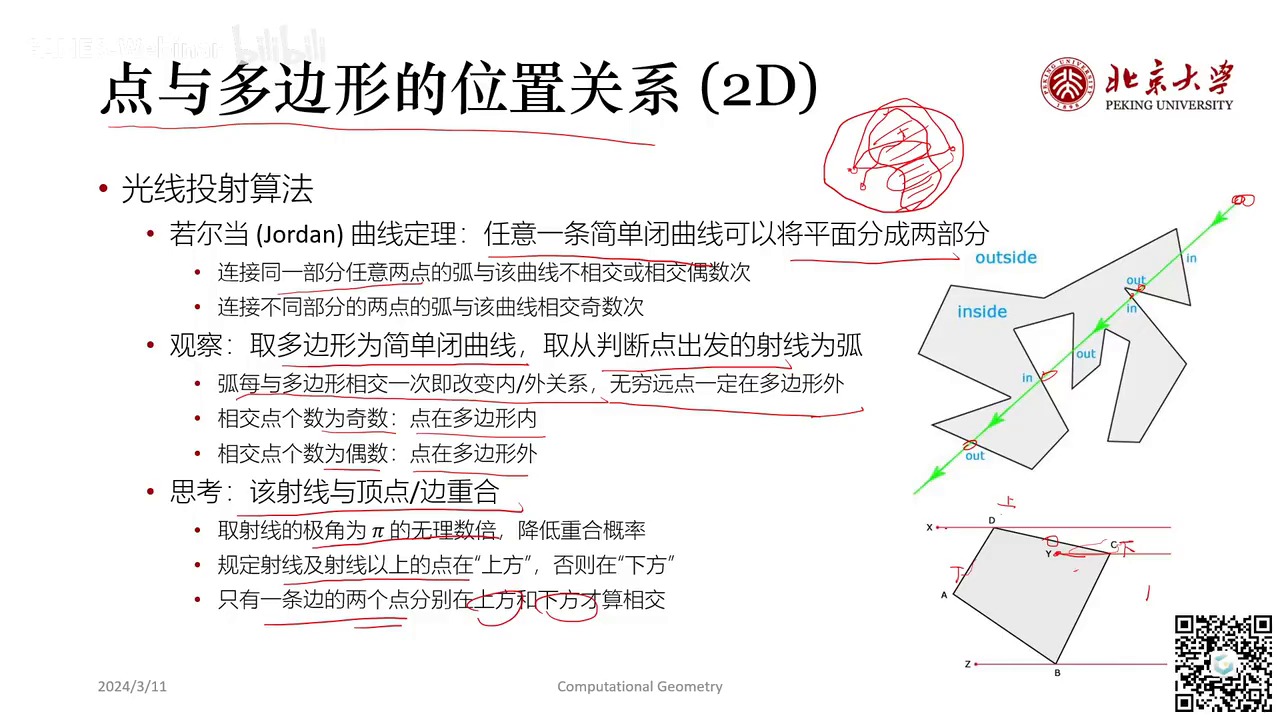 bilibili
点与多边形的位置关系 (2D)
北京大学
PEKING UNIVERSITY
• 光线投射算法
• 若尔当 (Jordan) 曲线定理：任意一条简单闭曲线可以将平面分成两部分
• 连接同一部分任意两点的弧与该曲线不相交或相交偶数次
• 连接不同部分的两点的弧与该曲线相交奇数次
• 观察：取多边形为简单闭曲线，取从判断点出发的射线为弧
• 弧每与多边形相交一次即改变内/外关系，无穷远点一定在多边形外
• 相交点个数为奇数：点在多边形内
• 相交点个数为偶数：点在多边形外
• 思考：该射线与顶点/边重合
• 取射线的极角为 π 的无理数倍，降低重合概率
• 规定射线及射线以上的点在“上方”，否则在“下方”
• 只有一条边的两个点分别在上方和下方才算相交
outside
in
out
inside
in
out
in
out
上
D
X
C
下
Y
下
A
Z
B
2024/3/11
Computational Geometry